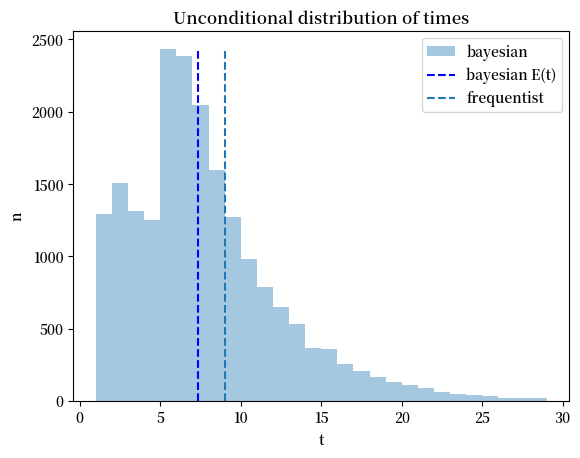 Unconditional distribution of times
bayesian
bayesian E(t)
frequentist
n
2500
2000
1500
1000
500
0
0 5 10 15 20 25 30
t